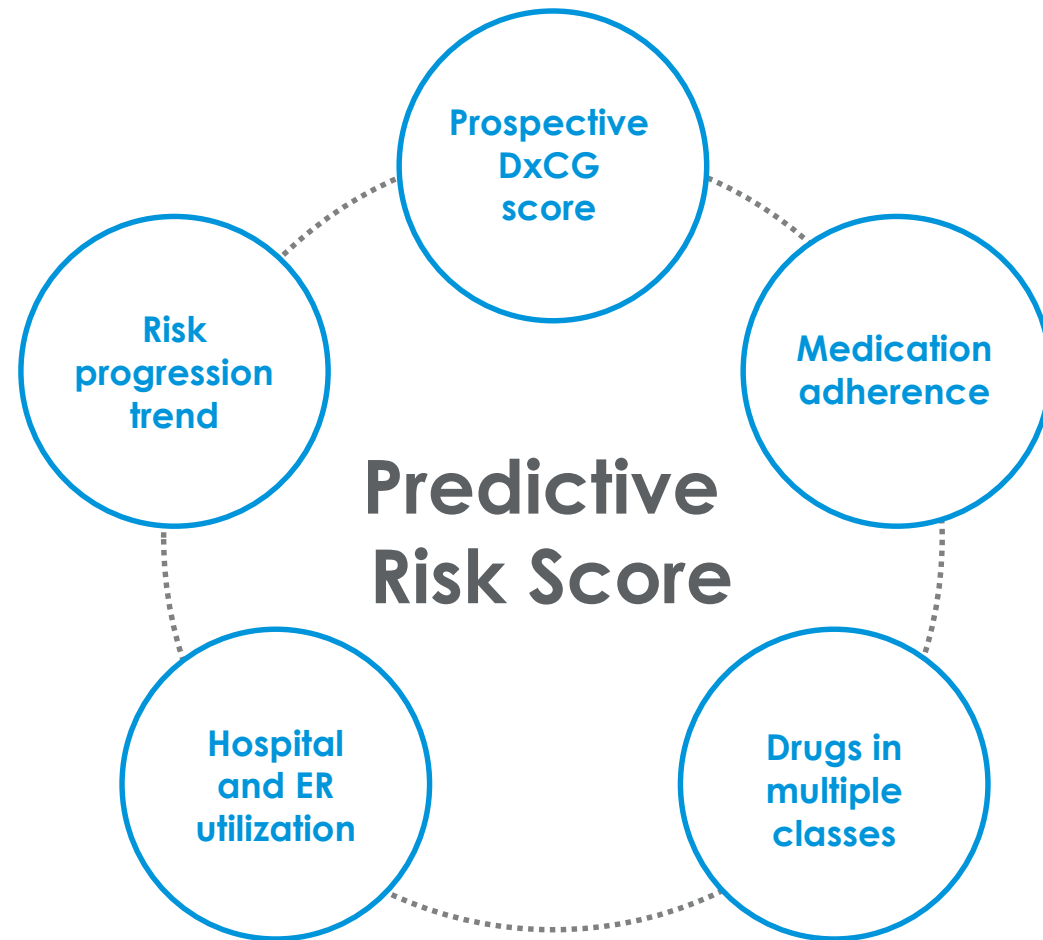 Prospective
DxCG
score
Risk
progression
trend
Medication
adherence
Predictive
Risk Score
Hospital
and ER
utilization
Drugs in
multiple
classes